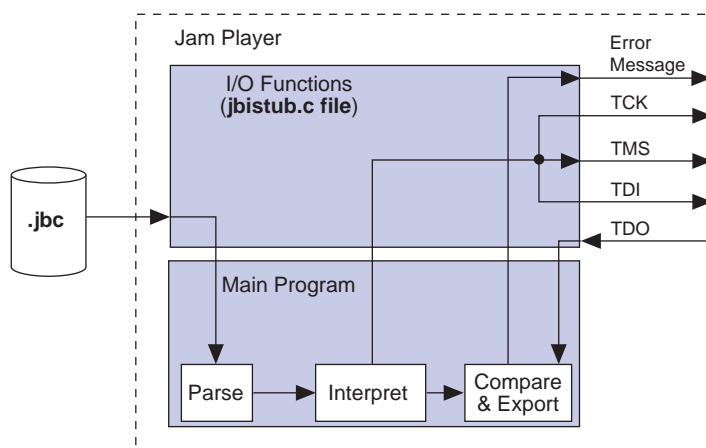 Jam Player
I/O Functions
(jbistub.c file)
Error
Message
TCK
TMS
TDI
TDO
.jbc
Main Program
Parse
Interpret
Compare
& Export